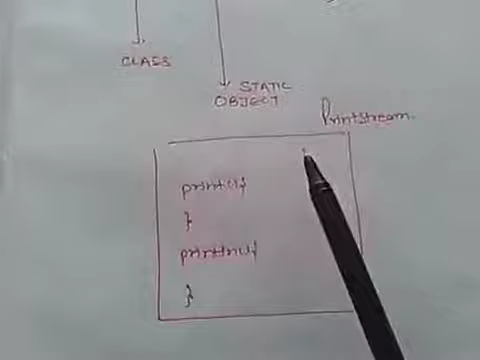 CLASS
STATIC
OBJECT
Printstream
print(){
}
println(){
}